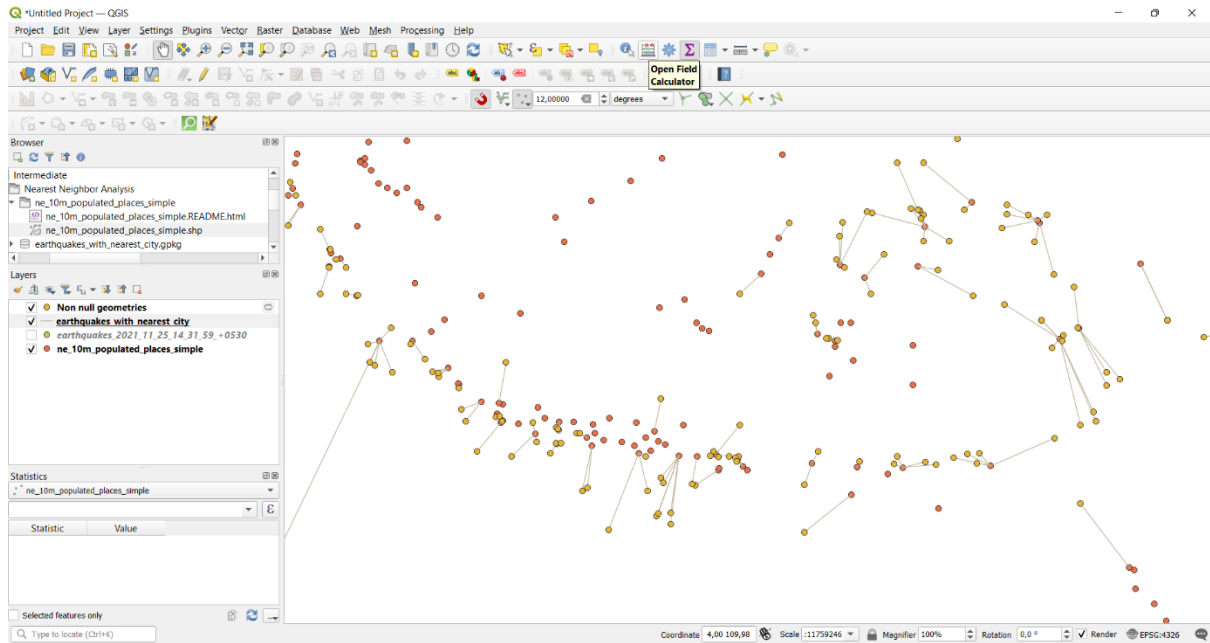 *Untitled Project — QGIS
Project Edit View Layer Settings Plugins Vector Raster Database Web Mesh Processing Help
Open Field
Calculator
12,00000 degrees
Browser
Intermediate
Nearest Neighbor Analysis
ne_10m_populated_places_simple
ne_10m_populated_places_simple.README.html
ne_10m_populated_places_simple.shp
earthquakes_with_nearest_city.gpkg
Layers
Non null geometries
earthquakes_with_nearest_city
earthquakes_2021_11_25_14_31_59_+0530
ne_10m_populated_places_simple
Statistics
ne_10m_populated_places_simple
Statistic Value
Selected features only
Type to locate (Ctrl+K) Coordinate 4,00 109,98 Scale :11759246 Magnifier 100% Rotation 0,0 ° Render EPSG:4326